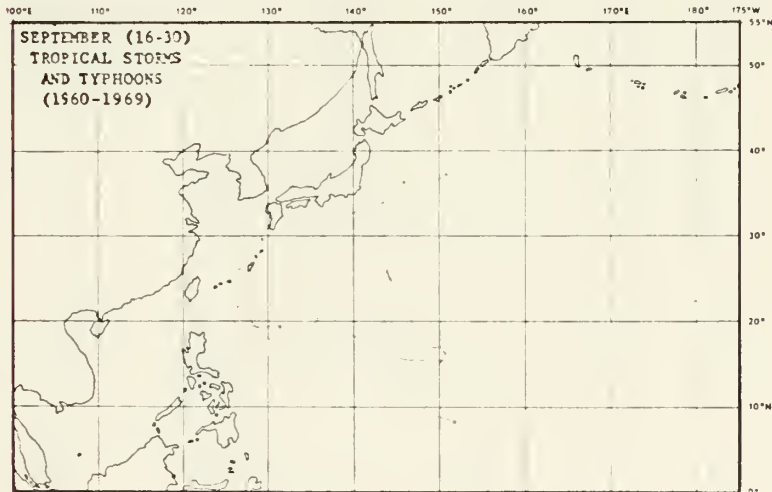 100°E 110° 120° 130° 140° 150° 160° 170°E 180° 175°W
55°N
SEPTEMBER (16-30)
TROPICAL STORMS
AND TYPHOONS
(1960-1969)
50°
40°
30°
20°
10°N
0°